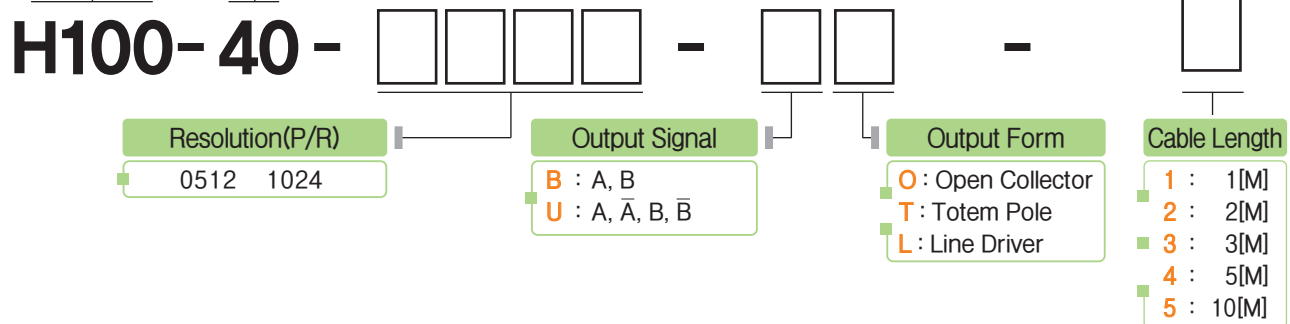 H100-40-□□□□-□□-□
Resolution(P/R)
0512 1024
Output Signal
B : A, B
U : A, A̅, B, B̅
Output Form
O : Open Collector
T : Totem Pole
L : Line Driver
Cable Length
1 : 1[M]
2 : 2[M]
3 : 3[M]
4 : 5[M]
5 : 10[M]